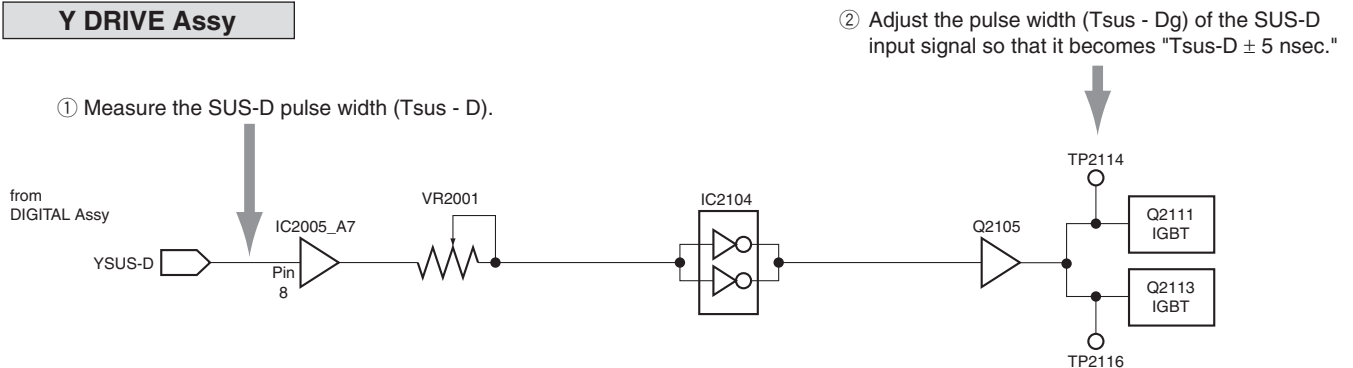 Y DRIVE Assy
② Adjust the pulse width (Tsus - Dg) of the SUS-D
input signal so that it becomes "Tsus-D ± 5 nsec."
① Measure the SUS-D pulse width (Tsus - D).
TP2114
from
DIGITAL Assy
VR2001
IC2104
IC2005_A7
Q2105
Q2111
IGBT
YSUS-D
Pin
8
Q2113
IGBT
TP2116